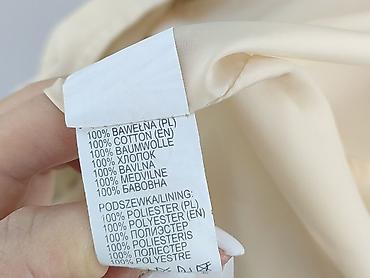 100% BAWEŁNA (PL)
100% COTTON (EN)
100% BAUMWOLLE
100% ХЛОПОК
100% BAVLNA
100% MEDVILNE
100% БАВОВНА
PODSZEWKA/LINING:
100% POLIESTER (PL)
100% POLYESTER (EN)
100% ПОЛИЭСТЕР
100% POLIESTERIS
100% ПОЛІЕСТЕР
100% POLYESTRE